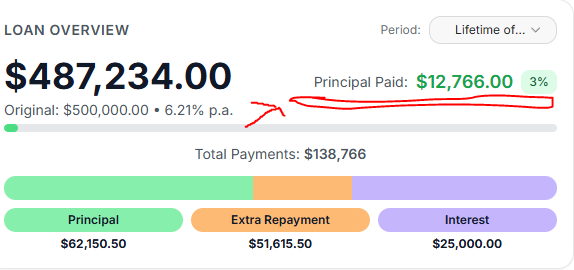 LOAN OVERVIEW
Period: Lifetime of...
$487,234.00
Principal Paid: $12,766.00 3%
Original: $500,000.00 • 6.21% p.a.
Total Payments: $138,766
Principal Extra Repayment Interest
$62,150.50 $51,615.50 $25,000.00